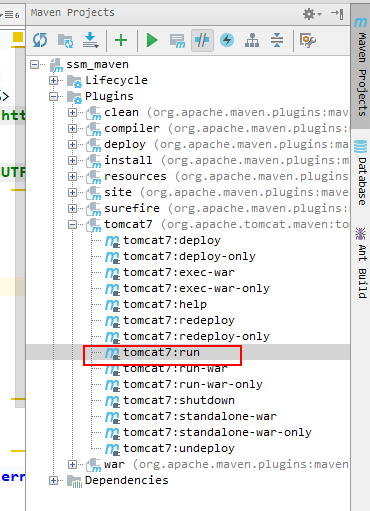 ≡6
Maven Projects
ssm_maven
Lifecycle
Plugins
clean (org.apache.maven.plugins:mave
compiler (org.apache.maven.plugins:m
deploy (org.apache.maven.plugins:mav
install (org.apache.maven.plugins:ma
resources (org.apache.maven.plugins:
site (org.apache.maven.plugins:maven
surefire (org.apache.maven.plugins:m
tomcat7 (org.apache.tomcat.maven:to
tomcat7:deploy
tomcat7:deploy-only
tomcat7:exec-war
tomcat7:exec-war-only
tomcat7:help
tomcat7:redeploy
tomcat7:redeploy-only
tomcat7:run
tomcat7:run-war
tomcat7:run-war-only
tomcat7:shutdown
tomcat7:standalone-war
tomcat7:standalone-war-only
tomcat7:undeploy
war (org.apache.maven.plugins:maven
Dependencies
%>
htt
UTF
err
Maven Projects
Database
Ant Build